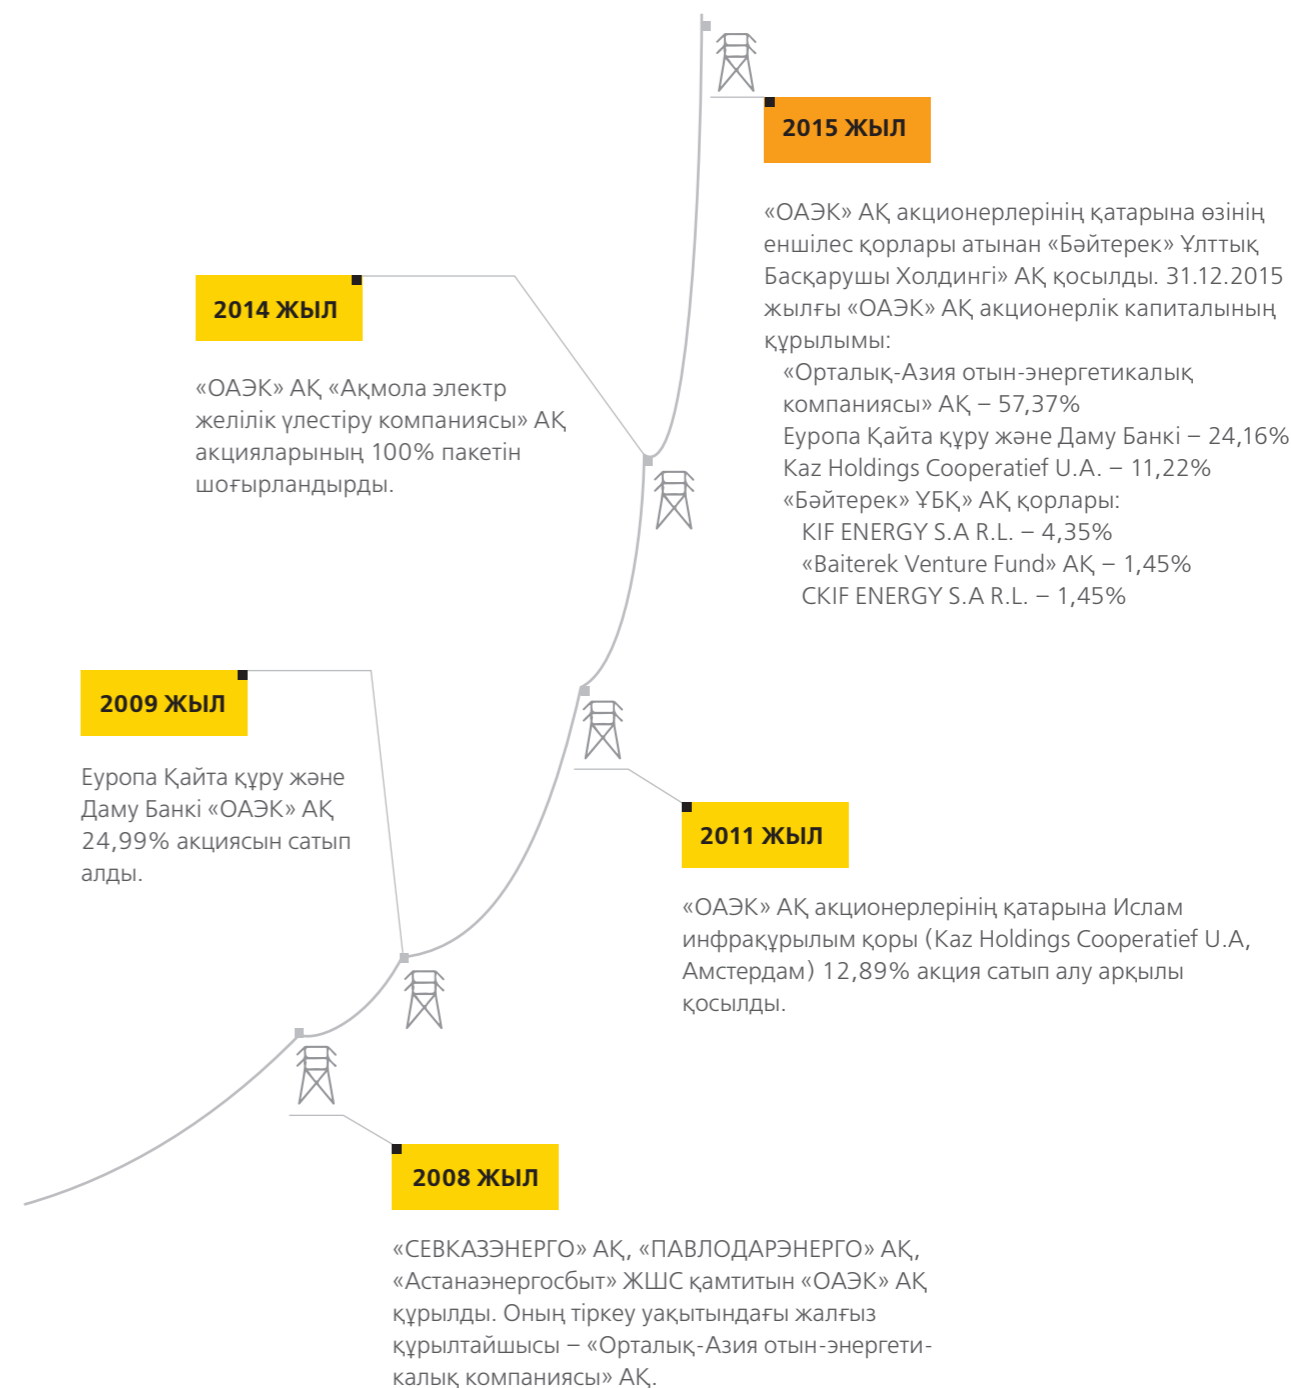 2015 ЖЫЛ
«ОАЭК» АҚ акционерлерінің қатарына өзінің
еншілес қорлары атынан «Бәйтерек» Ұлттық
Басқарушы Холдингі» АҚ қосылды. 31.12.2015
жылғы «ОАЭК» АҚ акционерлік капиталының
құрылымы:
«Орталық-Азия отын-энергетикалық
компаниясы» АҚ – 57,37%
Еуропа Қайта құру және Даму Банкі – 24,16%
Kaz Holdings Cooperatief U.A. – 11,22%
«Бәйтерек» ҰБҚ» АҚ қорлары:
KIF ENERGY S.A R.L. – 4,35%
«Baiterek Venture Fund» АҚ – 1,45%
CKIF ENERGY S.A R.L. – 1,45%
2014 ЖЫЛ
«ОАЭК» АҚ «Ақмола электр
желілік үлестіру компаниясы» АҚ
акцияларының 100% пакетін
шоғырландырды.
2009 ЖЫЛ
Еуропа Қайта құру және
Даму Банкі «ОАЭК» АҚ
24,99% акциясын сатып
алды.
2011 ЖЫЛ
«ОАЭК» АҚ акционерлерінің қатарына Ислам
инфрақұрылым қоры (Kaz Holdings Cooperatief U.A,
Амстердам) 12,89% акция сатып алу арқылы
қосылды.
2008 ЖЫЛ
«СЕВКАЗЭНЕРГО» АҚ, «ПАВЛОДАРЭНЕРГО» АҚ,
«Астанаэнергосбыт» ЖШС қамтитын «ОАЭК» АҚ
құрылды. Оның тіркеу уақытындағы жалғыз
құрылтайшысы – «Орталық-Азия отын-энергети-
калық компаниясы» АҚ.